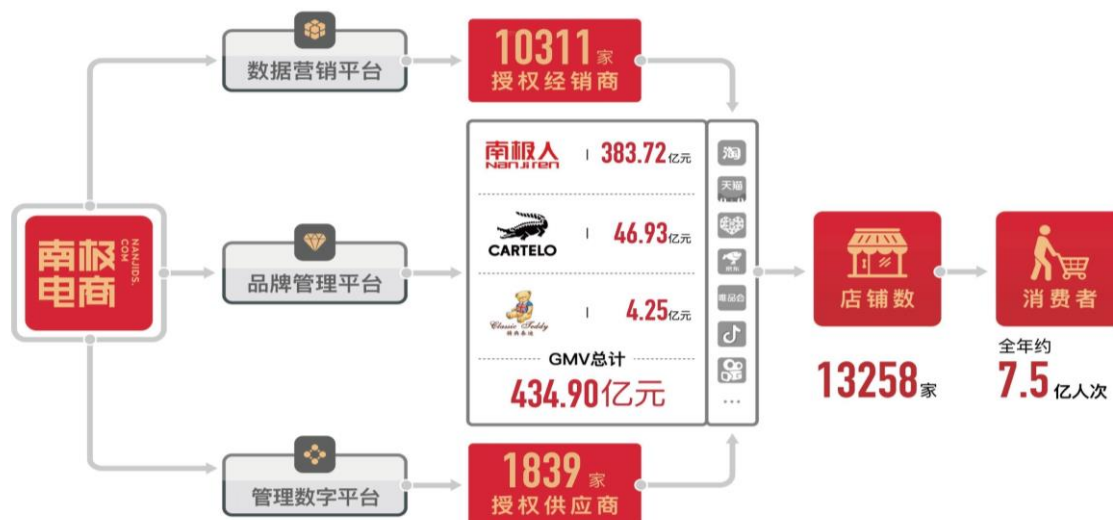 数据营销平台
10311家
授权经销商
南极人
NanJiren
383.72亿元
CARTELO
46.93亿元
Classic Teddy
4.25亿元
GMV总计
434.90亿元
淘
天猫
京东
唯品会
...
南极
电商
NANJIDS.
COM
品牌管理平台
店铺数
13258家
消费者
全年约
7.5亿人次
管理数字平台
1839家
授权供应商